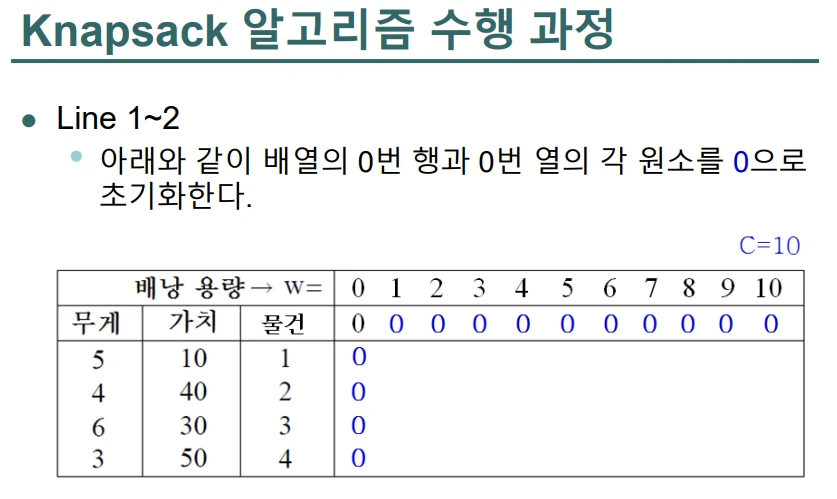 Knapsack 알고리즘 수행 과정
Line 1~2
아래와 같이 배열의 0번 행과 0번 열의 각 원소를 0으로
초기화한다.
C=10
배낭 용량→ W= 0 1 2 3 4 5 6 7 8 9 10
무게 가치 물건 0 0 0 0 0 0 0 0 0 0 0
5 10 1 0
4 40 2 0
6 30 3 0
3 50 4 0